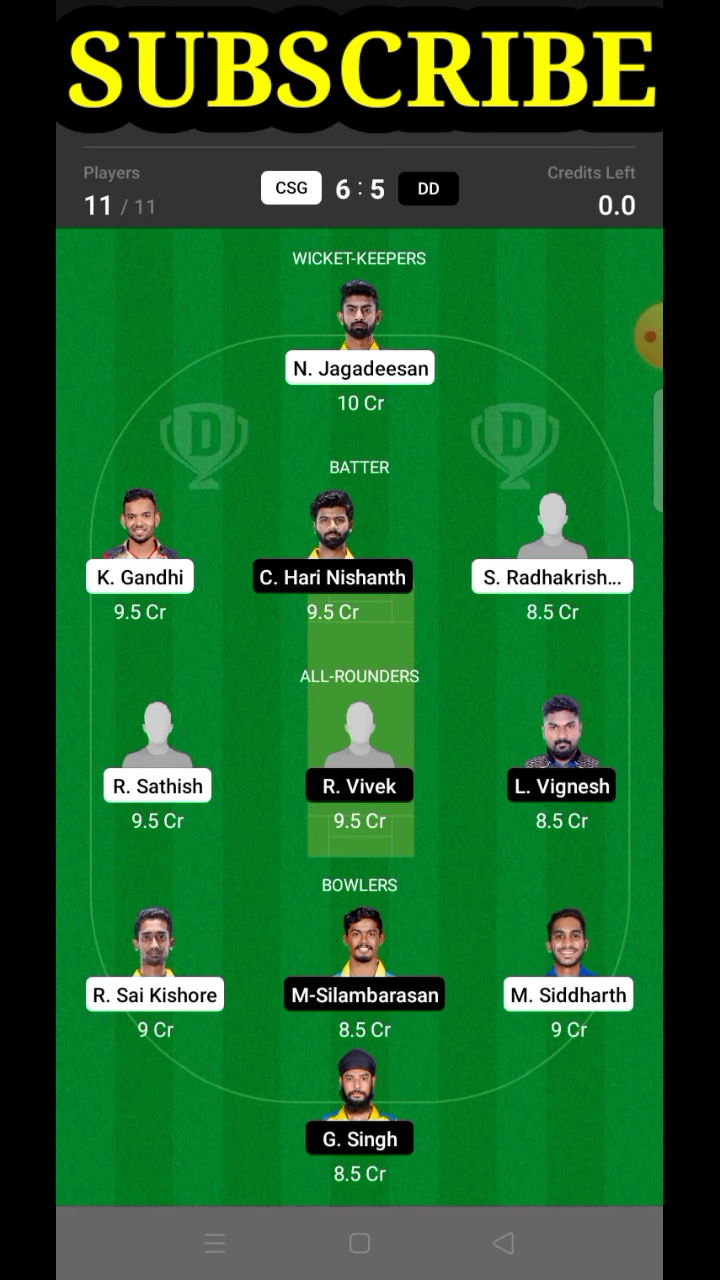 SUBSCRIBE
Players
Credits Left
11 / 11
CSG 6 : 5 DD
0.0
WICKET-KEEPERS
N. Jagadeesan
10 Cr
BATTER
K. Gandhi
C. Hari Nishanth
S. Radhakrish...
9.5 Cr
9.5 Cr
8.5 Cr
ALL-ROUNDERS
R. Sathish
R. Vivek
L. Vignesh
9.5 Cr
9.5 Cr
8.5 Cr
BOWLERS
R. Sai Kishore
M-Silambarasan
M. Siddharth
9 Cr
8.5 Cr
9 Cr
G. Singh
8.5 Cr
D
D